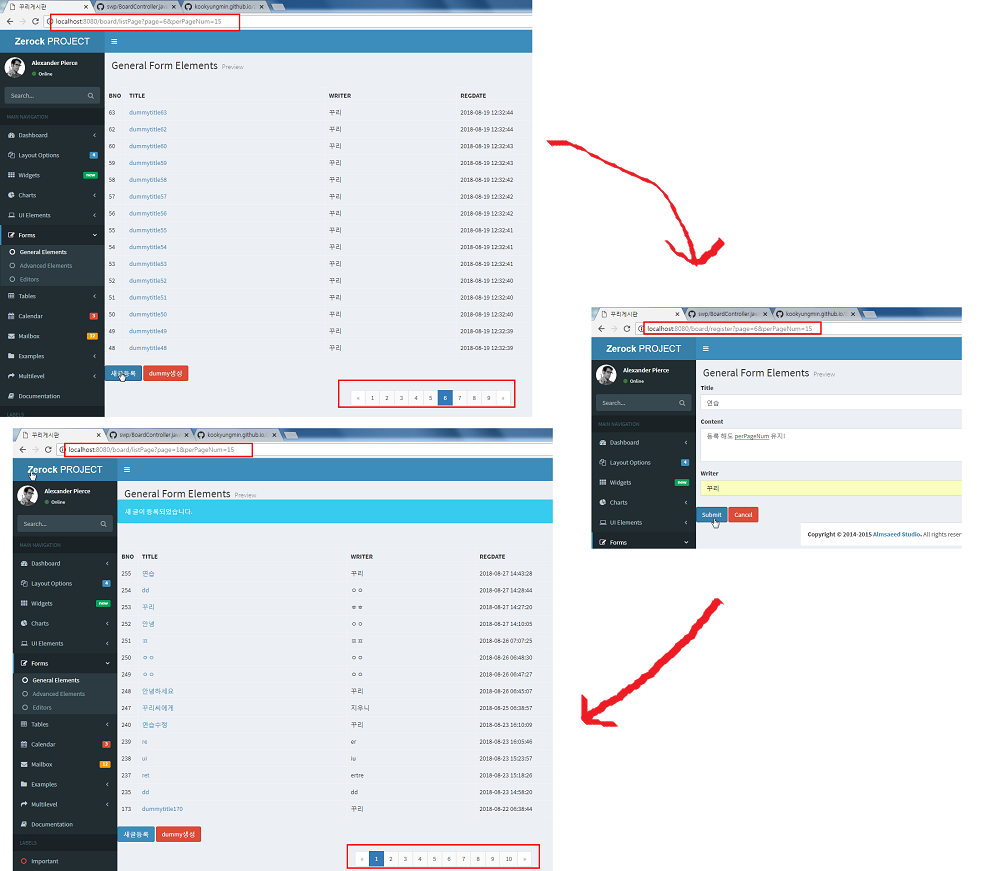 꾸리게시판
swp/BoardController.jav
kookyungmin.github.io
localhost:8080/board/listPage?page=6&perPageNum=15
Zerock PROJECT
Alexander Pierce
Online
Search...
MAIN NAVIGATION
Dashboard
Layout Options 4
Widgets new
Charts
UI Elements
Forms
General Elements
Advanced Elements
Editors
Tables
Calendar 3
Mailbox 12
Examples
Multilevel
Documentation
LABELS
General Form Elements Preview
BNO TITLE WRITER REGDATE
63 dummytitle63 꾸리 2018-08-19 12:32:44
62 dummytitle62 꾸리 2018-08-19 12:32:44
60 dummytitle60 꾸리 2018-08-19 12:32:43
59 dummytitle59 꾸리 2018-08-19 12:32:43
58 dummytitle58 꾸리 2018-08-19 12:32:42
57 dummytitle57 꾸리 2018-08-19 12:32:42
56 dummytitle56 꾸리 2018-08-19 12:32:42
55 dummytitle55 꾸리 2018-08-19 12:32:41
54 dummytitle54 꾸리 2018-08-19 12:32:41
53 dummytitle53 꾸리 2018-08-19 12:32:41
52 dummytitle52 꾸리 2018-08-19 12:32:40
51 dummytitle51 꾸리 2018-08-19 12:32:40
50 dummytitle50 꾸리 2018-08-19 12:32:40
49 dummytitle49 꾸리 2018-08-19 12:32:39
48 dummytitle48 꾸리 2018-08-19 12:32:39
새글등록 dummy생성
« 1 2 3 4 5 6 7 8 9 »
꾸리게시판
swp/BoardController.java
kookyungmin.github.io/
localhost:8080/board/register?page=6&perPageNum=15
Zerock PROJECT
Alexander Pierce
Online
Search...
MAIN NAVIGATION
Dashboard
Layout Options 4
Widgets new
Charts
UI Elements
Forms
General Form Elements Preview
Title
연습
Content
등록 해도 perPageNum 유지!
Writer
꾸리
Submit Cancel
Copyright © 2014-2015 Almsaeed Studio. All rights reser
꾸리게시판
swp/BoardController.jav
kookyungmin.github.io
localhost:8080/board/listPage?page=1&perPageNum=15
Zerock PROJECT
Alexander Pierce
Online
Search...
MAIN NAVIGATION
Dashboard
Layout Options 4
Widgets new
Charts
UI Elements
Forms
General Elements
Advanced Elements
Editors
Tables
Calendar 3
Mailbox 12
Examples
Multilevel
Documentation
LABELS
Important
General Form Elements Preview
새 글이 등록되었습니다.
BNO TITLE WRITER REGDATE
255 연습 꾸리 2018-08-27 14:43:28
254 dd ㅇㅇ 2018-08-27 14:28:44
253 꾸리 ㅎㅎ 2018-08-27 14:27:20
252 안녕 ㅇㅇ 2018-08-27 14:10:05
251 ㅍ ㅍㅍ 2018-08-26 07:07:25
250 ㅇㅇ ㅇㅇ 2018-08-26 06:48:30
249 ㅇㅇ ㅇㅇ 2018-08-26 06:47:27
248 안녕하세요 꾸리 2018-08-26 06:45:07
247 꾸리씨에게 지우니 2018-08-25 06:38:57
240 연습수정 꾸리 2018-08-23 16:10:09
239 re er 2018-08-23 16:05:46
238 ui iu 2018-08-23 15:23:57
237 ret ertre 2018-08-23 15:18:26
235 dd dd 2018-08-23 14:58:20
173 dummytitle170 꾸리 2018-08-22 06:38:44
새글등록 dummy생성
« 1 2 3 4 5 6 7 8 9 10 »